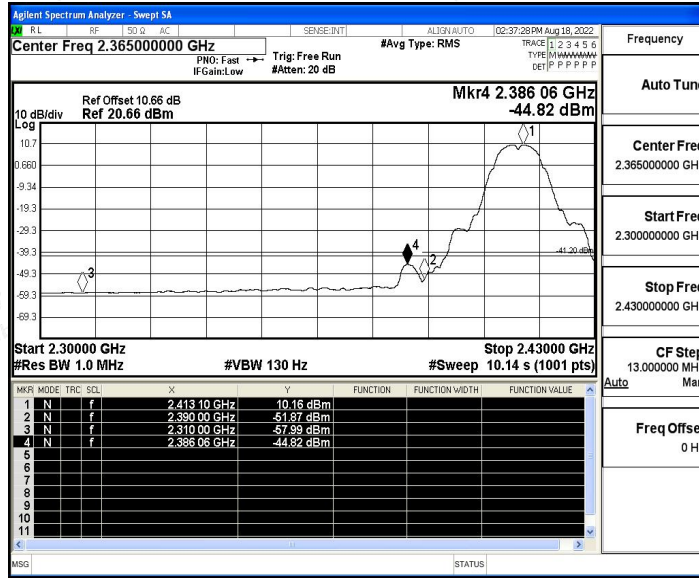 Agilent Spectrum Analyzer - Swept SA
LXI RL RF 50 Ω AC SENSE:INT ALIGNAUTO 02:37:28 PM Aug 18, 2022
Center Freq 2.365000000 GHz
PNO: Fast
IFGain:Low
Trig: Free Run
#Atten: 20 dB
#Avg Type: RMS
TRACE 1 2 3 4 5 6
TYPE MWWWWW
DET P P P P P P
Mkr4 2.386 06 GHz
-44.82 dBm
Ref Offset 10.66 dB
10 dB/div Ref 20.66 dBm
Log
10.7
0.660
-9.34
-19.3
-29.3
-39.3
-49.3
-59.3
-69.3
1
2
3
4
-41.20 dBm
Start 2.30000 GHz Stop 2.43000 GHz
#Res BW 1.0 MHz #VBW 130 Hz #Sweep 10.14 s (1001 pts)
MKR MODE TRC SCL X Y FUNCTION FUNCTION WIDTH FUNCTION VALUE
1 N f 2.413 10 GHz 10.16 dBm
2 N f 2.390 00 GHz -51.87 dBm
3 N f 2.310 00 GHz -57.99 dBm
4 N f 2.386 06 GHz -44.82 dBm
5
6
7
8
9
10
11
MSG STATUS
Frequency
Auto Tun
Center Fre
2.365000000 GH
Start Fre
2.300000000 GH
Stop Fre
2.430000000 GH
CF Step
13.000000 MH
Auto Ma
Freq Offse
0 H